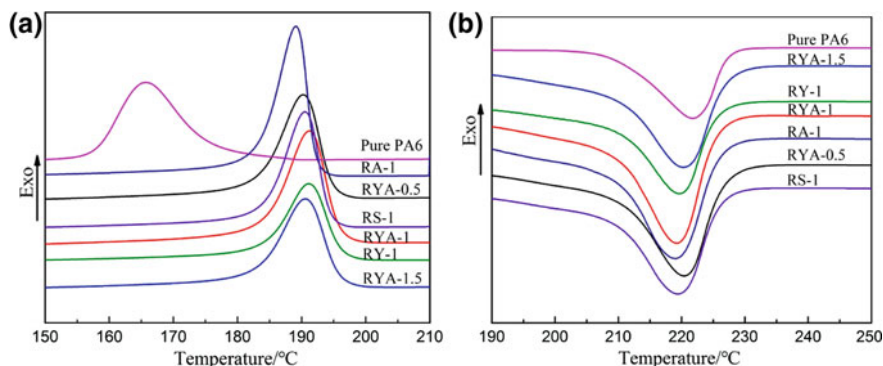 (a)
Exo
Pure PA6
RA-1
RYA-0.5
RS-1
RYA-1
RY-1
RYA-1.5
150 160 170 180 190 200 210
Temperature/℃
(b)
Exo
Pure PA6
RYA-1.5
RY-1
RYA-1
RA-1
RYA-0.5
RS-1
190 200 210 220 230 240 250
Temperature/℃